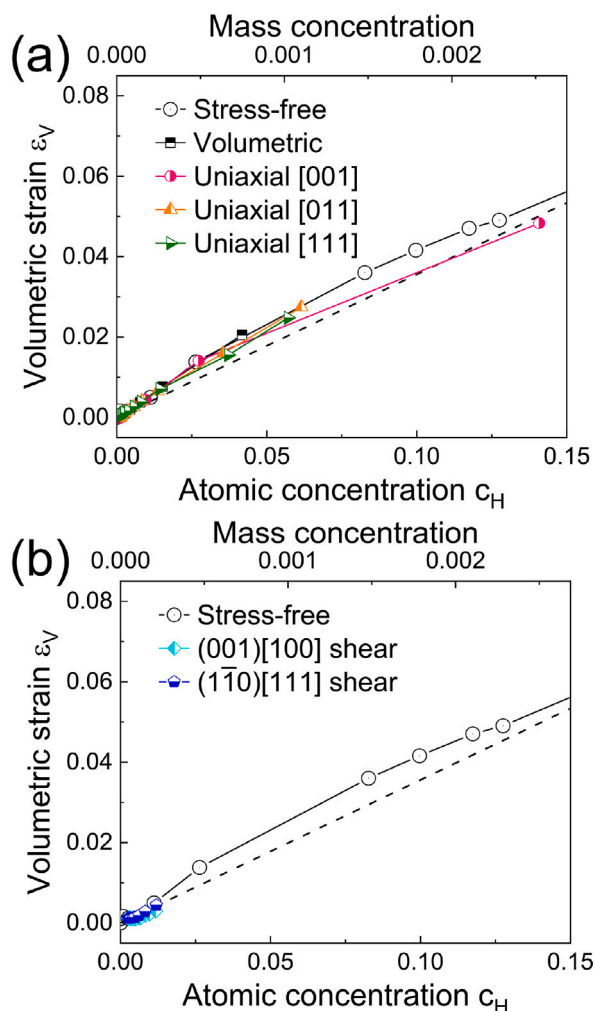 (a)
Mass concentration
0.000 0.001 0.002
0.08
0.06
0.04
0.02
0.00
Volumetric strain εV
Stress-free
Volumetric
Uniaxial [001]
Uniaxial [011]
Uniaxial [111]
0.00 0.05 0.10 0.15
Atomic concentration cH
(b)
Mass concentration
0.000 0.001 0.002
0.08
0.06
0.04
0.02
0.00
Volumetric strain εV
Stress-free
(001)[100] shear
(11̅0)[111] shear
0.00 0.05 0.10 0.15
Atomic concentration cH